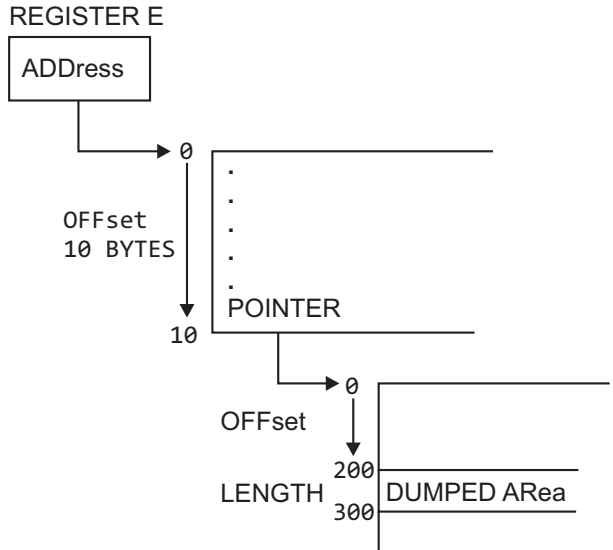 REGISTER E
ADDress
0
.
.
.
.
.
OFFset
10 BYTES
POINTER
10
0
OFFset
200
LENGTH
DUMPED ARea
300